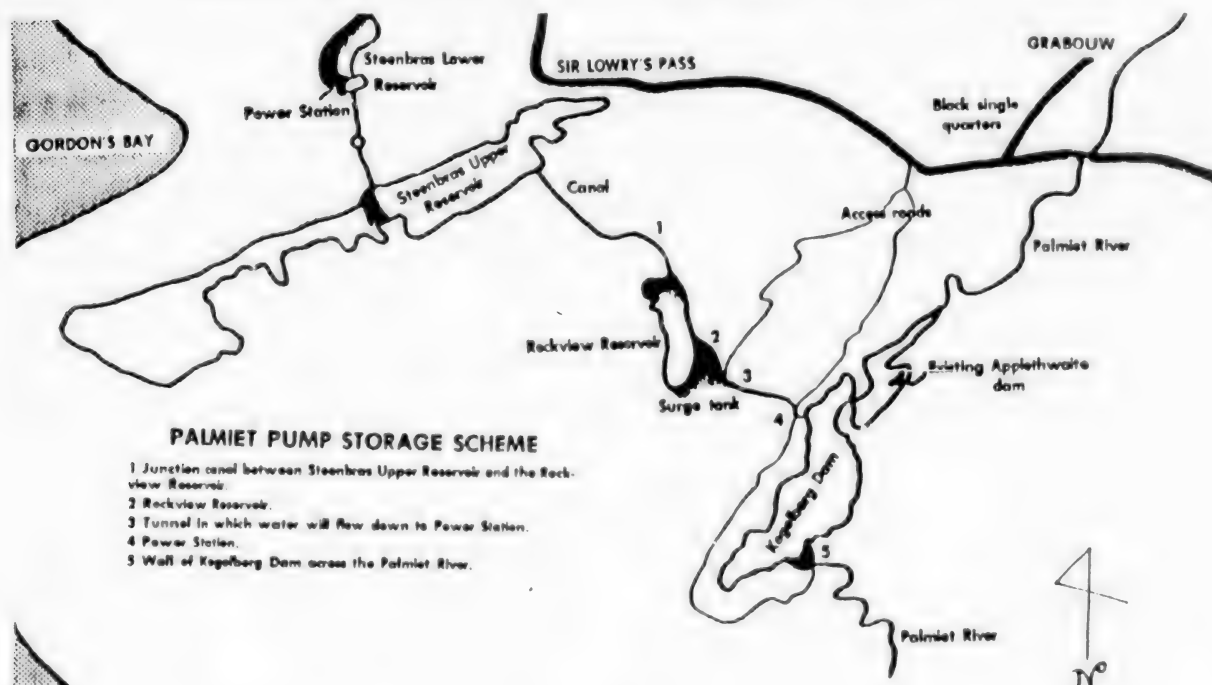 GRABOUW
Steenbras Lower
Reservoir
SIR LOWRY'S PASS
Power Station
Black single
quarters
GORDON'S BAY
Steenbras Upper
Reservoir
Canal
Access roads
1
Palmiet River
Rockview Reservoir
2
3
Existing Applethwaite
dam
Surge tank
4
PALMIET PUMP STORAGE SCHEME
1 Junction canal between Steenbras Upper Reservoir and the Rock-
view Reservoir.
2 Rockview Reservoir.
3 Tunnel in which water will flow down to Power Station.
4 Power Station.
5 Wall of Kogelberg Dam across the Palmiet River.
Kogelberg Dam
5
Palmiet River
N°